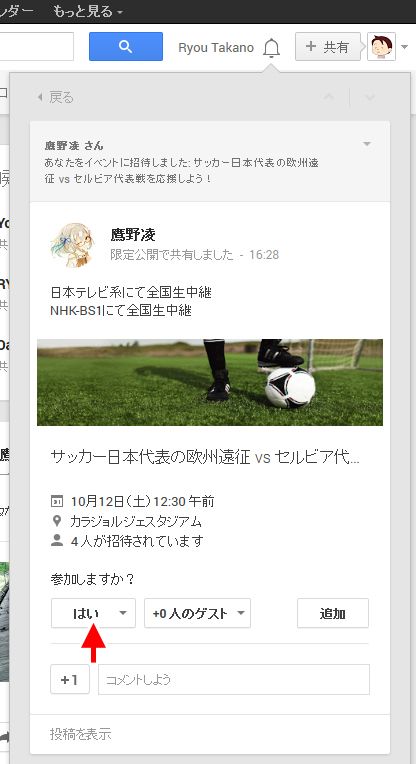 ンダー もっと見る
Ryou Takano
+ 共有
戻る
鷹野凌 さん
あなたをイベントに招待しました: サッカー日本代表の欧州遠
征 vs セルビア代表戦を応援しよう！
鷹野凌
限定公開で共有しました - 16:28
日本テレビ系にて全国生中継
NHK-BS1にて全国生中継
サッカー日本代表の欧州遠征 vs セルビア代...
31
10月12日（土）12:30 午前
カラジョルジェスタジアム
4 人が招待されています
参加しますか？
はい
+0 人のゲスト
追加
+1
コメントしよう
投稿を表示